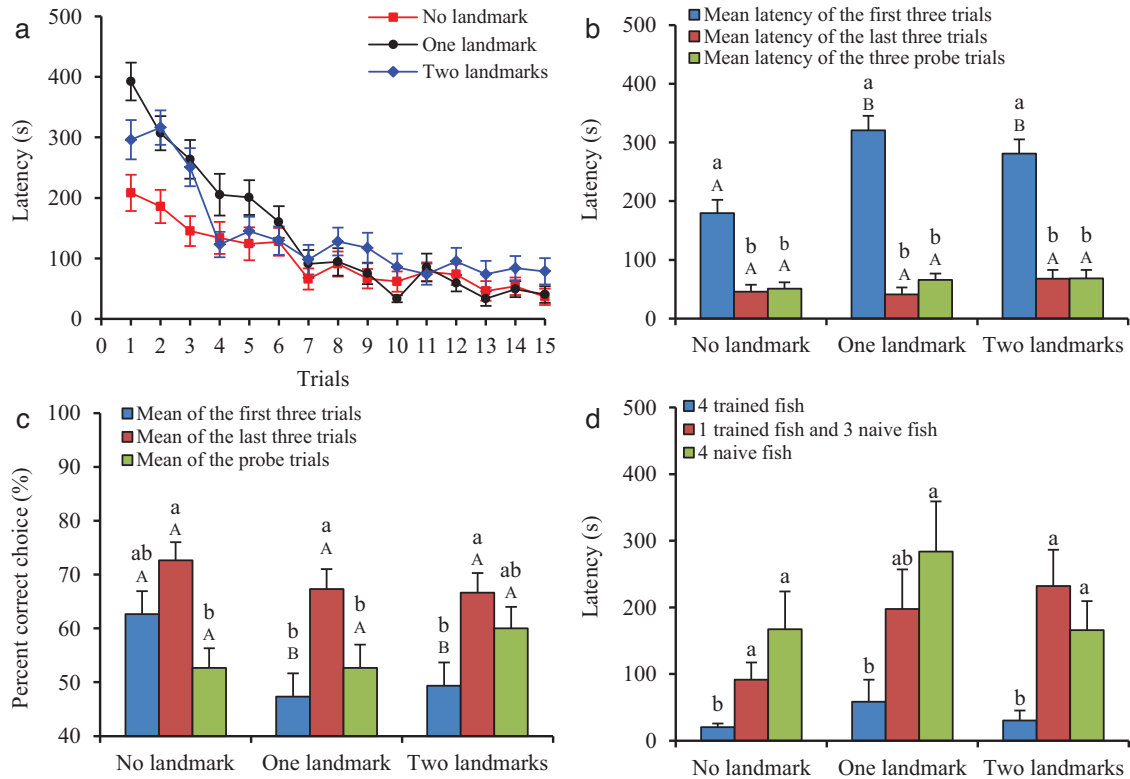 a
500
400
300
200
100
0
Latency (s)
No landmark
One landmark
Two landmarks
0 1 2 3 4 5 6 7 8 9 10 11 12 13 14 15
Trials
b
500
400
300
200
100
0
Latency (s)
Mean latency of the first three trials
Mean latency of the last three trials
Mean latency of the three probe trials
a
A
b
A
b
A
a
B
b
A
b
A
a
B
b
A
b
A
No landmark One landmark Two landmarks
c
100
90
80
70
60
50
40
Percent correct choice (%)
Mean of the first three trials
Mean of the last three trials
Mean of the probe trials
ab
A
a
A
b
A
b
B
a
A
b
A
b
B
a
A
ab
A
No landmark One landmark Two landmarks
d
500
400
300
200
100
0
Latency (s)
4 trained fish
1 trained fish and 3 naive fish
4 naive fish
b
a
a
b
ab
a
b
a
a
No landmark One landmark Two landmarks